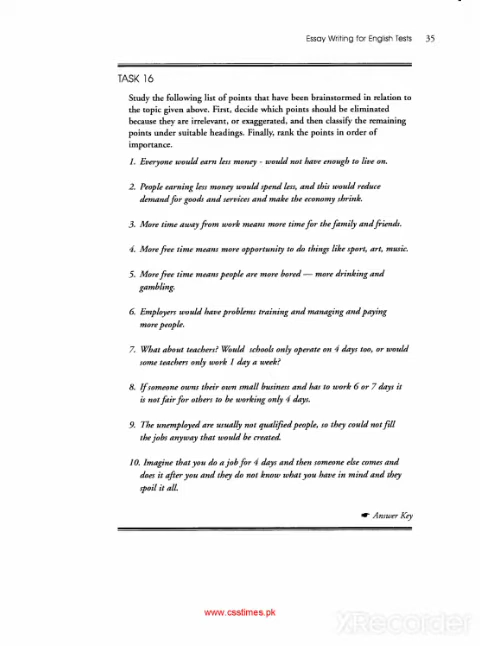 Essay Writing for English Tests 35
TASK 16
Study the following list of points that have been brainstormed in relation to
the topic given above. First, decide which points should be eliminated
because they are irrelevant, or exaggerated, and then classify the remaining
points under suitable headings. Finally, rank the points in order of
importance.
1. Everyone would earn less money - would not have enough to live on.
2. People earning less money would spend less, and this would reduce
demand for goods and services and make the economy shrink.
3. More time away from work means more time for the family and friends.
4. More free time means more opportunity to do things like sport, art, music.
5. More free time means people are more bored — more drinking and
gambling.
6. Employers would have problems training and managing and paying
more people.
7. What about teachers? Would schools only operate on 4 days too, or would
some teachers only work 1 day a week?
8. If someone owns their own small business and has to work 6 or 7 days it
is not fair for others to be working only 4 days.
9. The unemployed are usually not qualified people, so they could not fill
the jobs anyway that would be created.
10. Imagine that you do a job for 4 days and then someone else comes and
does it after you and they do not know what you have in mind and they
spoil it all.
☛ Answer Key
www.csstimes.pk
XRecorder